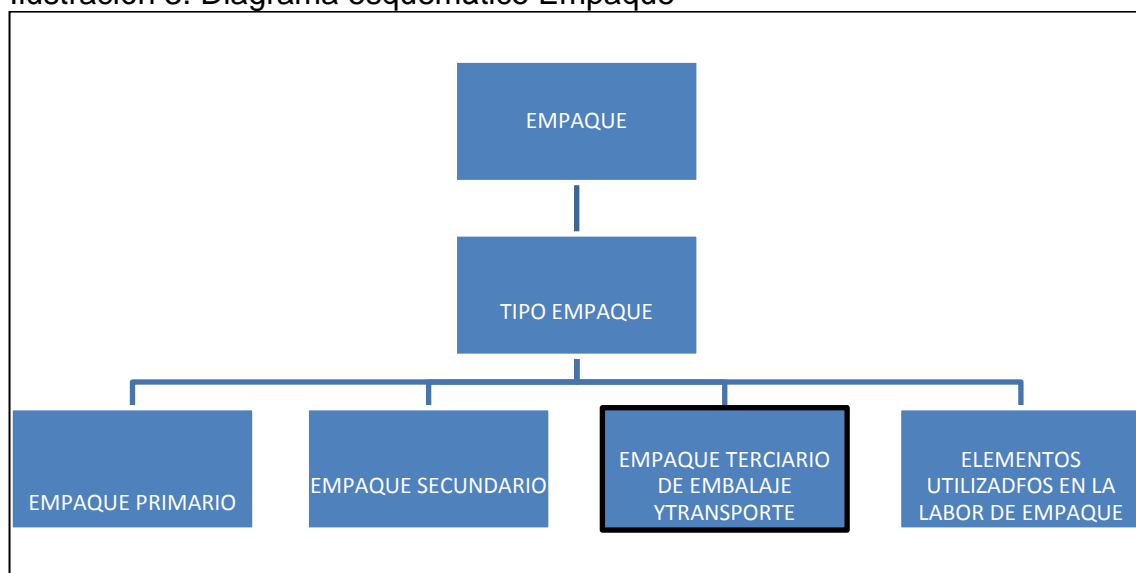 Ilustración Diagrama esquemático Empaque
EMPAQUE
TIPO EMPAQUE
EMPAQUE PRIMARIO
EMPAQUE SECUNDARIO
EMPAQUE TERCIARIO
DE EMBALAJE
YTRANSPORTE
ELEMENTOS
UTILIZADFOS EN LA
LABOR DE EMPAQUE